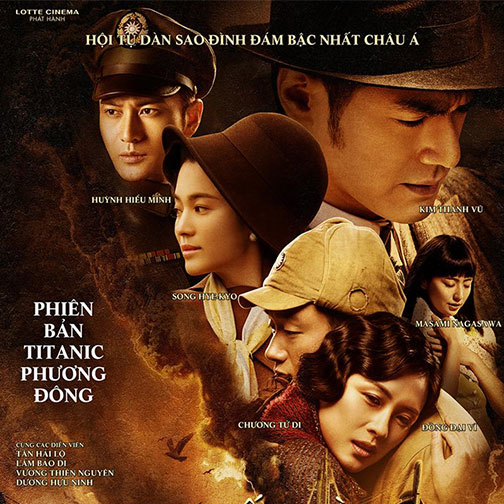 LOTTE CINEMA
PHÁT HÀNH
HỘI TỤ DÀN SAO ĐÌNH ĐÁM BẬC NHẤT CHÂU Á
HUỲNH HIỂU MINH
KIM THÀNH VŨ
SONG HYE-KYO
MASAMI NAGASAWA
PHIÊN
BẢN
TITANIC
PHƯƠNG
ĐÔNG
CHƯƠNG TỬ DI
ĐỒNG ĐẠI VĨ
CÙNG CÁC DIỄN VIÊN
TẦN HẢI LỘ
LÂM BẢO DI
VƯƠNG THIÊN NGUYÊN
DƯƠNG HỰU NINH